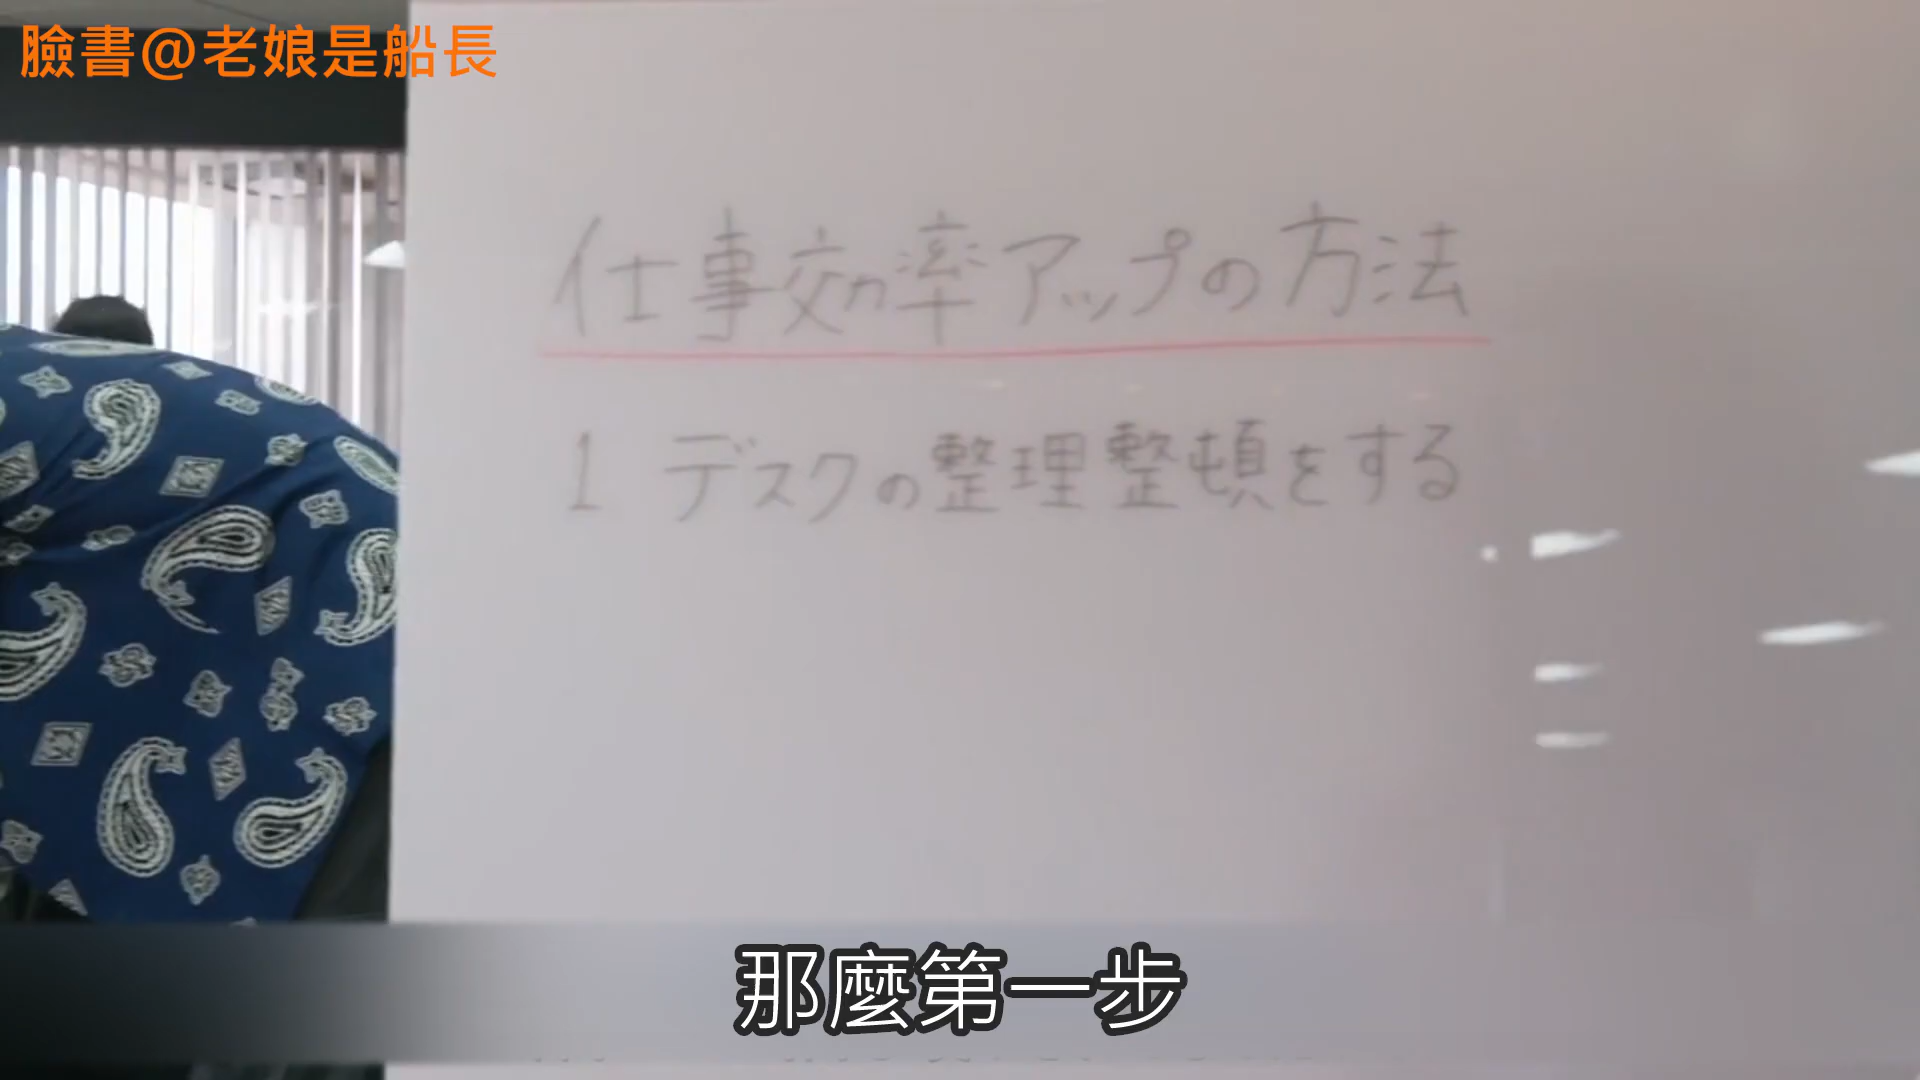 臉書@老娘是船長
仕事効率アップの方法
1 デスクの整理整頓をする
那麼第一步